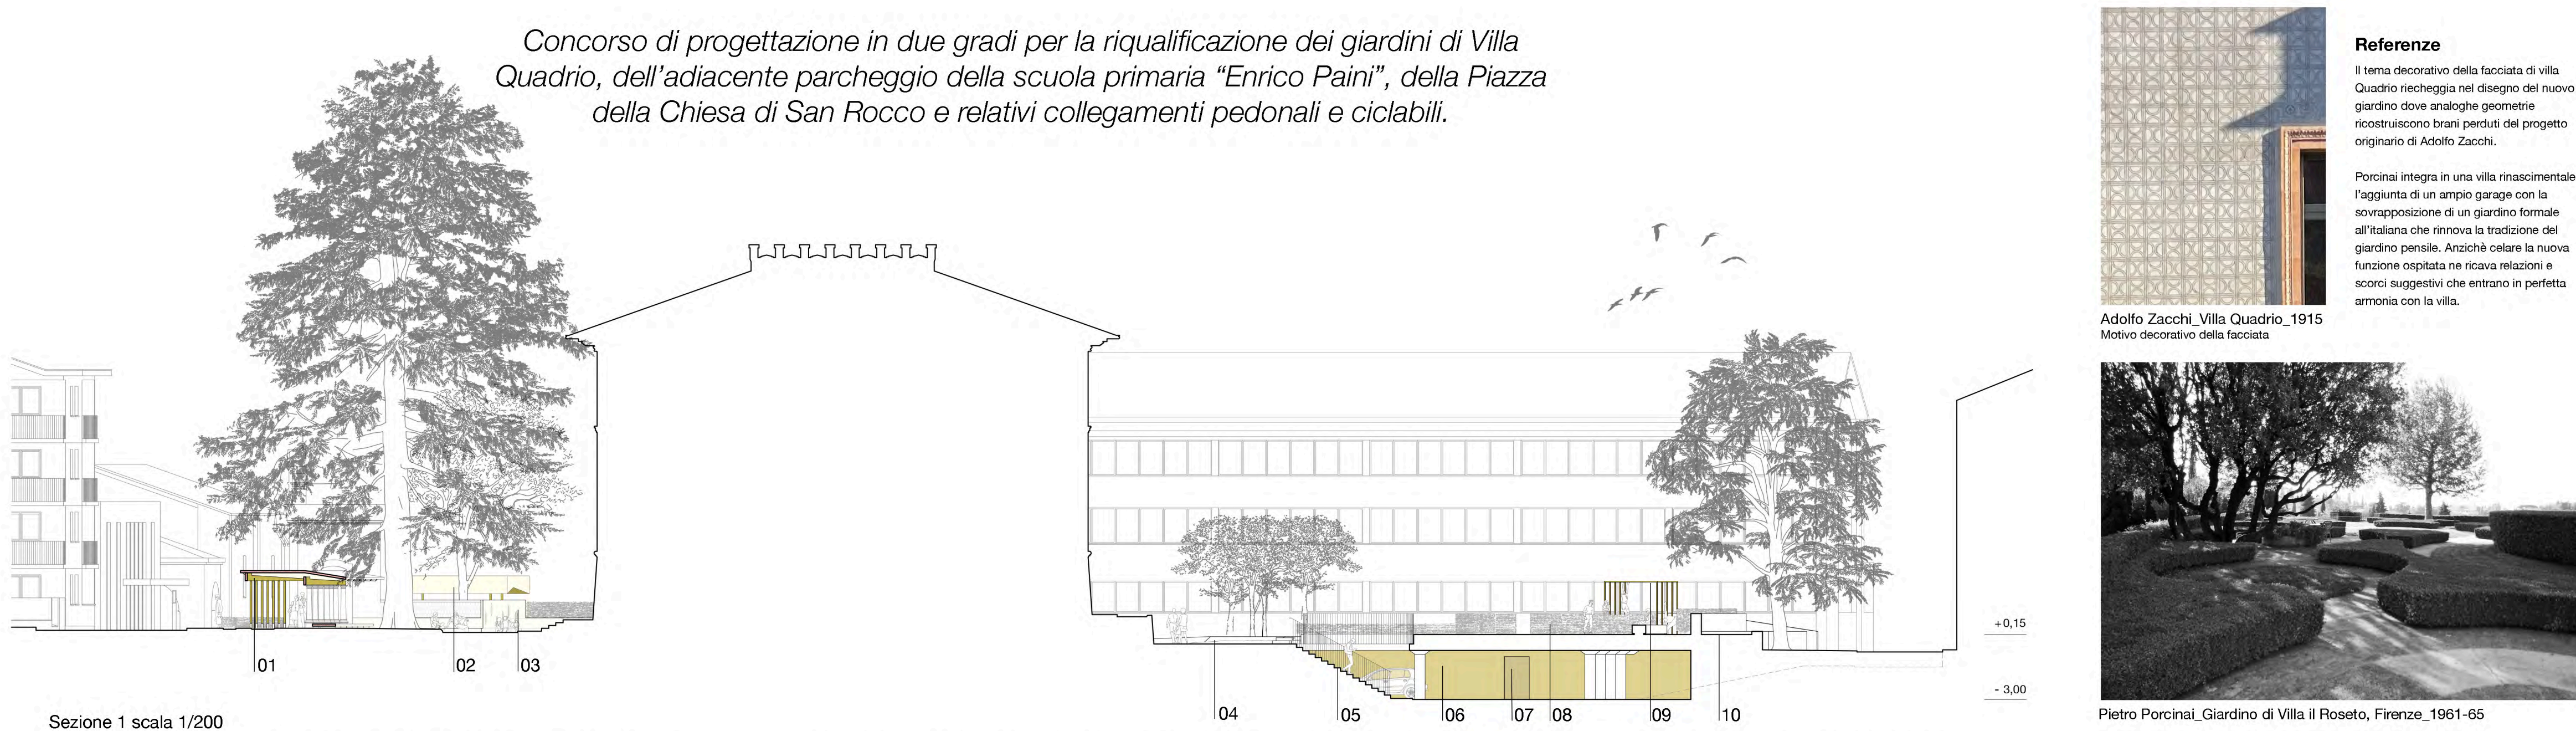 Concorso di progettazione in due gradi per la riqualificazione dei giardini di Villa
Quadrio, dell'adiacente parcheggio della scuola primaria “Enrico Paini”, della Piazza
della Chiesa di San Rocco e relativi collegamenti pedonali e ciclabili.
01
02
03
04
05
06
07
08
09
10
+0,15
- 3,00
Sezione 1 scala 1/200
Adolfo Zacchi_Villa Quadrio_1915
Motivo decorativo della facciata
Referenze
Il tema decorativo della facciata di villa
Quadrio riecheggia nel disegno del nuovo
giardino dove analoghe geometrie
ricostruiscono brani perduti del progetto
originario di Adolfo Zacchi.
Porcinai integra in una villa rinascimentale
l'aggiunta di un ampio garage con la
sovrapposizione di un giardino formale
all'italiana che rinnova la tradizione del
giardino pensile. Anzichè celare la nuova
funzione ospitata ne ricava relazioni e
scorci suggestivi che entrano in perfetta
armonia con la villa.
Pietro Porcinai_Giardino di Villa il Roseto, Firenze_1961-65